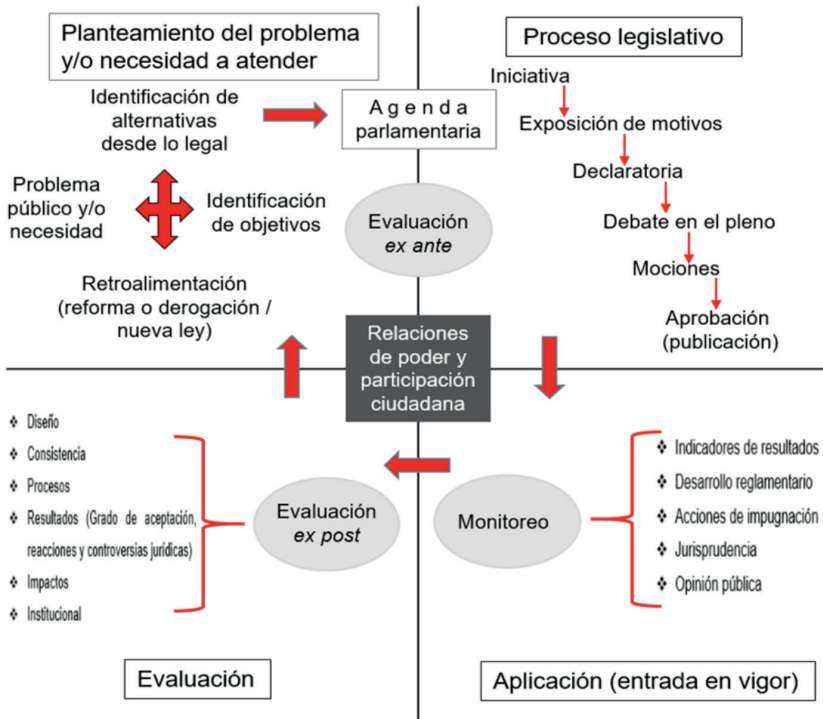 Planteamiento del problema
y/o necesidad a atender
Identificación de
alternativas
desde lo legal
Problema
público y/o
necesidad
Identificación
de objetivos
Retroalimentación
(reforma o derogación /
nueva ley)
Agenda
parlamentaria
Evaluación
ex ante
Proceso legislativo
Iniciativa
Exposición de motivos
Declaratoria
Debate en el pleno
Mociones
Aprobación
(publicación)
Relaciones
de poder y
participación
ciudadana
❖ Diseño
❖ Consistencia
❖ Procesos
❖ Resultados (Grado de aceptación,
reacciones y controversias jurídicas)
❖ Impactos
❖ Institucional
Evaluación
ex post
Evaluación
Monitoreo
❖ Indicadores de resultados
❖ Desarrollo reglamentario
❖ Acciones de impugnación
❖ Jurisprudencia
❖ Opinión pública
Aplicación (entrada en vigor)